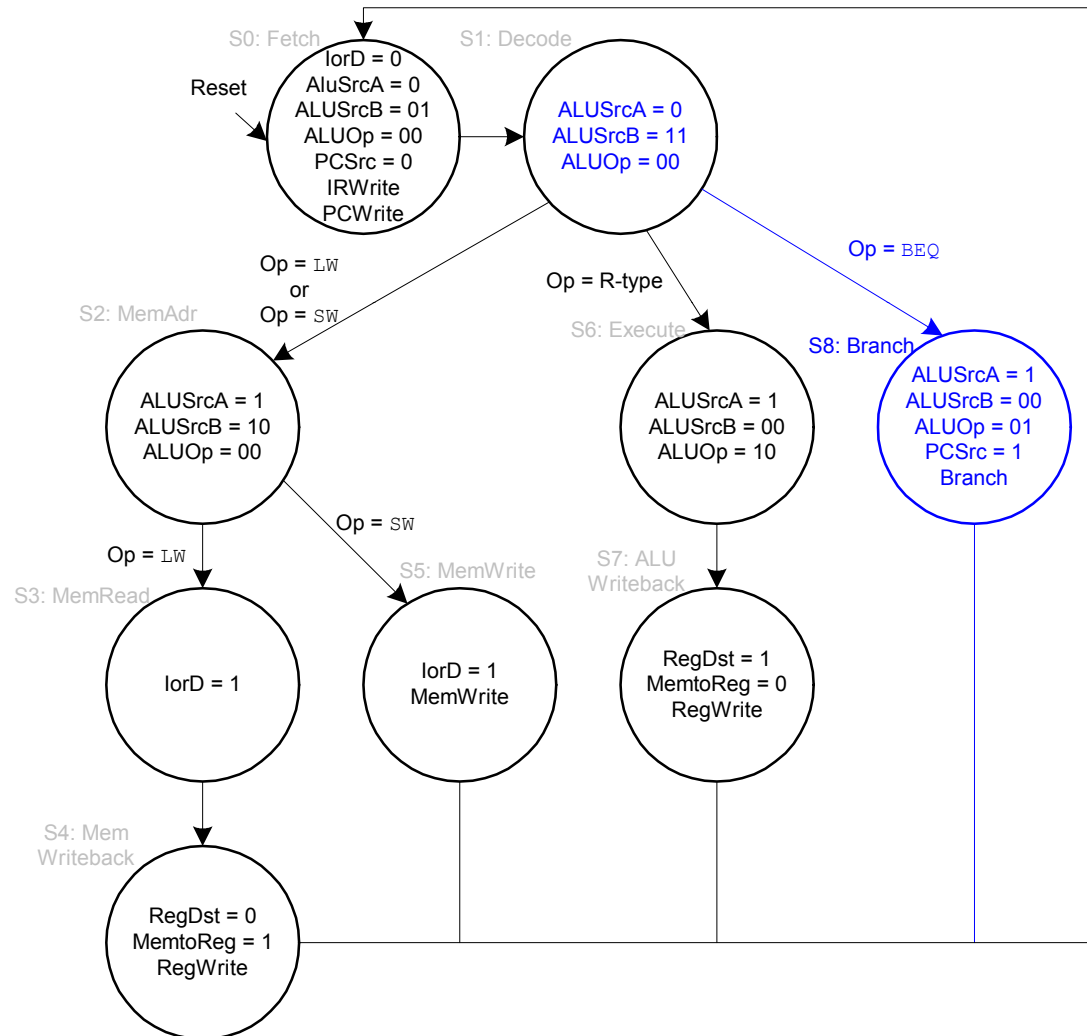 S0: Fetch
S1: Decode
Reset
IorD = 0
AluSrcA = 0
ALUSrcB = 01
ALUOp = 00
PCSrc = 0
IRWrite
PCWrite
ALUSrcA = 0
ALUSrcB = 11
ALUOp = 00
Op = LW
or
Op = SW
Op = R-type
Op = BEQ
S2: MemAdr
ALUSrcA = 1
ALUSrcB = 10
ALUOp = 00
S6: Execute
ALUSrcA = 1
ALUSrcB = 00
ALUOp = 10
S8: Branch
ALUSrcA = 1
ALUSrcB = 00
ALUOp = 01
PCSrc = 1
Branch
Op = LW
Op = SW
S3: MemRead
IorD = 1
S5: MemWrite
IorD = 1
MemWrite
S7: ALU
Writeback
RegDst = 1
MemtoReg = 0
RegWrite
S4: Mem
Writeback
RegDst = 0
MemtoReg = 1
RegWrite